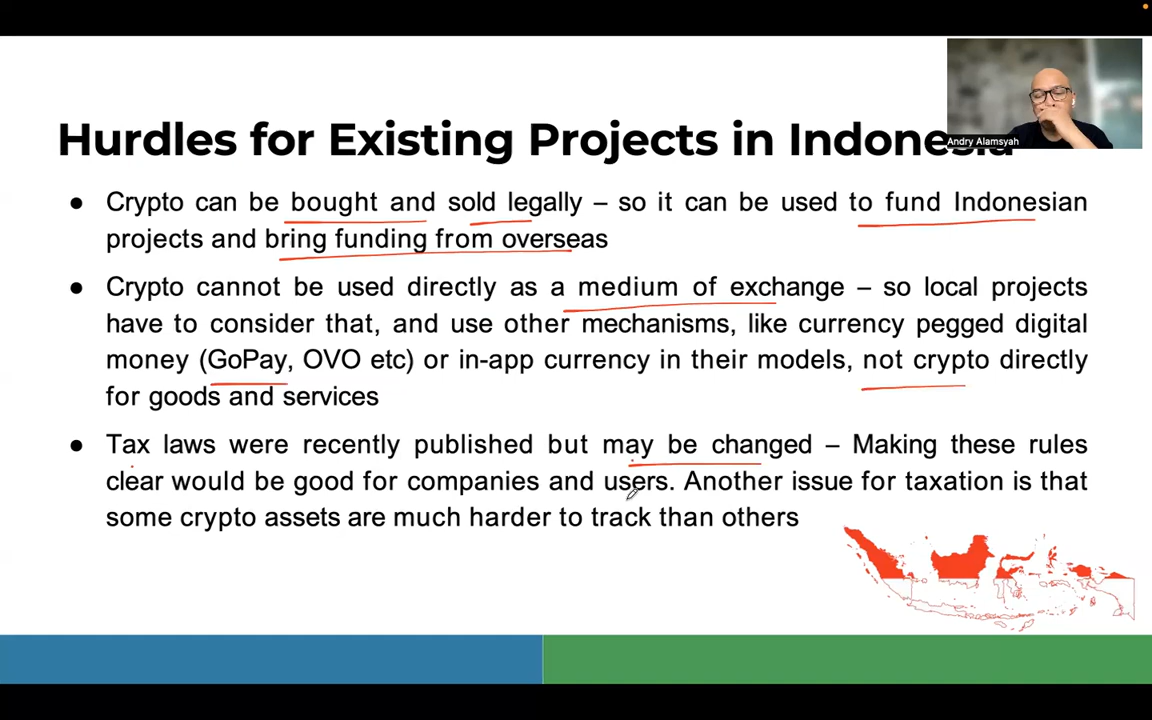 Hurdles for Existing Projects in Indonesia
Andry Alamsyah
● Crypto can be bought and sold legally – so it can be used to fund Indonesian
projects and bring funding from overseas
● Crypto cannot be used directly as a medium of exchange – so local projects
have to consider that, and use other mechanisms, like currency pegged digital
money (GoPay, OVO etc) or in-app currency in their models, not crypto directly
for goods and services
● Tax laws were recently published but may be changed – Making these rules
clear would be good for companies and users. Another issue for taxation is that
some crypto assets are much harder to track than others